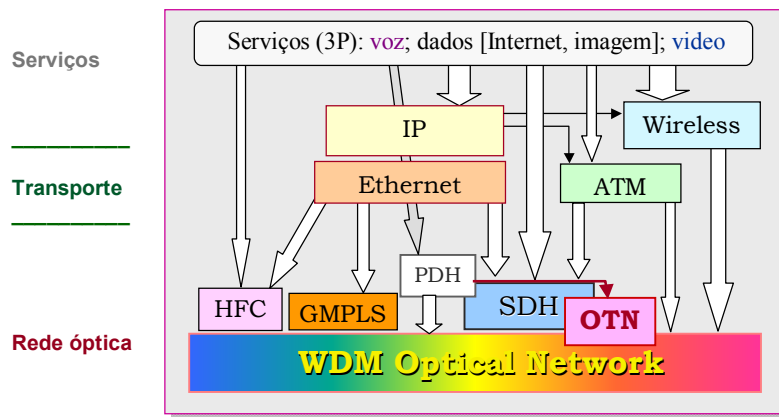 Serviços (3P): voz; dados [Internet, imagem]; video
Serviços
IP
Wireless
Transporte
Ethernet
ATM
PDH
HFC
GMPLS
SDH
OTN
Rede óptica
WDM Optical Network